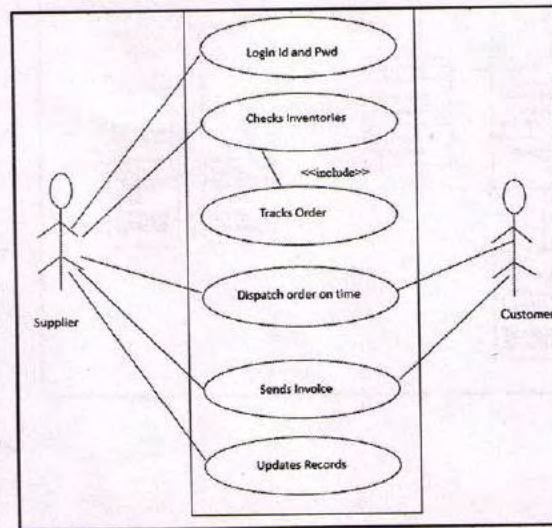 Login Id and Pwd
Checks Inventories
<<include>>
Tracks Order
Dispatch order on time
Supplier
Customer
Sends Invoice
Updates Records